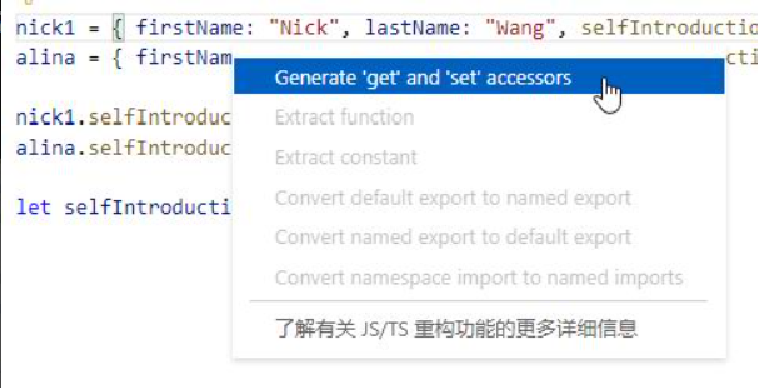 nick1 = { firstName: "Nick", lastName: "Wang", selfIntroductio
alina = { firstNam
cti
Generate 'get' and 'set' accessors
nick1.selfIntroduc
Extract function
alina.selfIntroduc
Extract constant
Convert default export to named export
let selfIntroducti
Convert named export to default export
Convert namespace import to named imports
了解有关 JS/TS 重构功能的更多详细信息